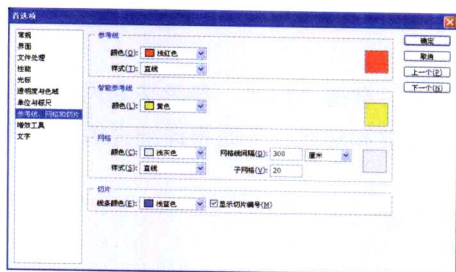 首选项
常规
界面
文件处理
性能
光标
透明度与色域
单位与标尺
参考线、网格和切片
增效工具
文字
参考线
颜色(O): 浅红色
样式(T): 直线
智能参考线
颜色(L): 黄色
网格
颜色(C): 浅灰色 网格线间隔(D): 300 厘米
样式(S): 直线 子网格(V): 20
切片
线条颜色(E): 浅蓝色 显示切片编号(M)
确定
取消
上一个(P)
下一个(N)